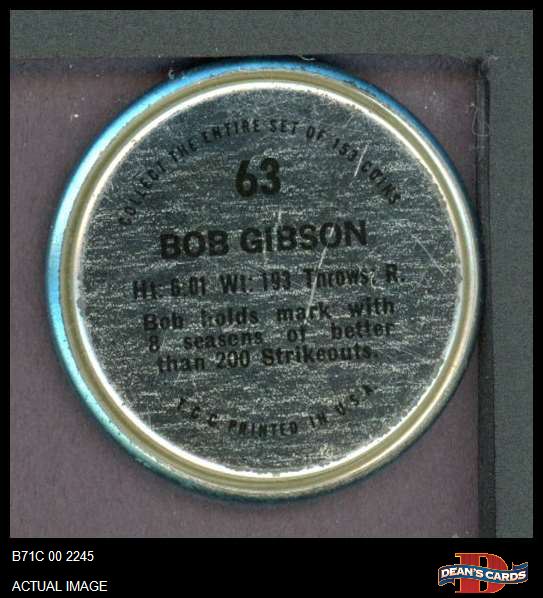 COLLECT THE ENTIRE SET OF 153 COINS
63
BOB GIBSON
Ht: 6.01 Wt: 193 Throws: R.
Bob holds mark with
8 seasons of better
than 200 Strikeouts.
T.C.G. PRINTED IN U.S.A.
B71C 00 2245
ACTUAL IMAGE
D
DEAN'S CARDS